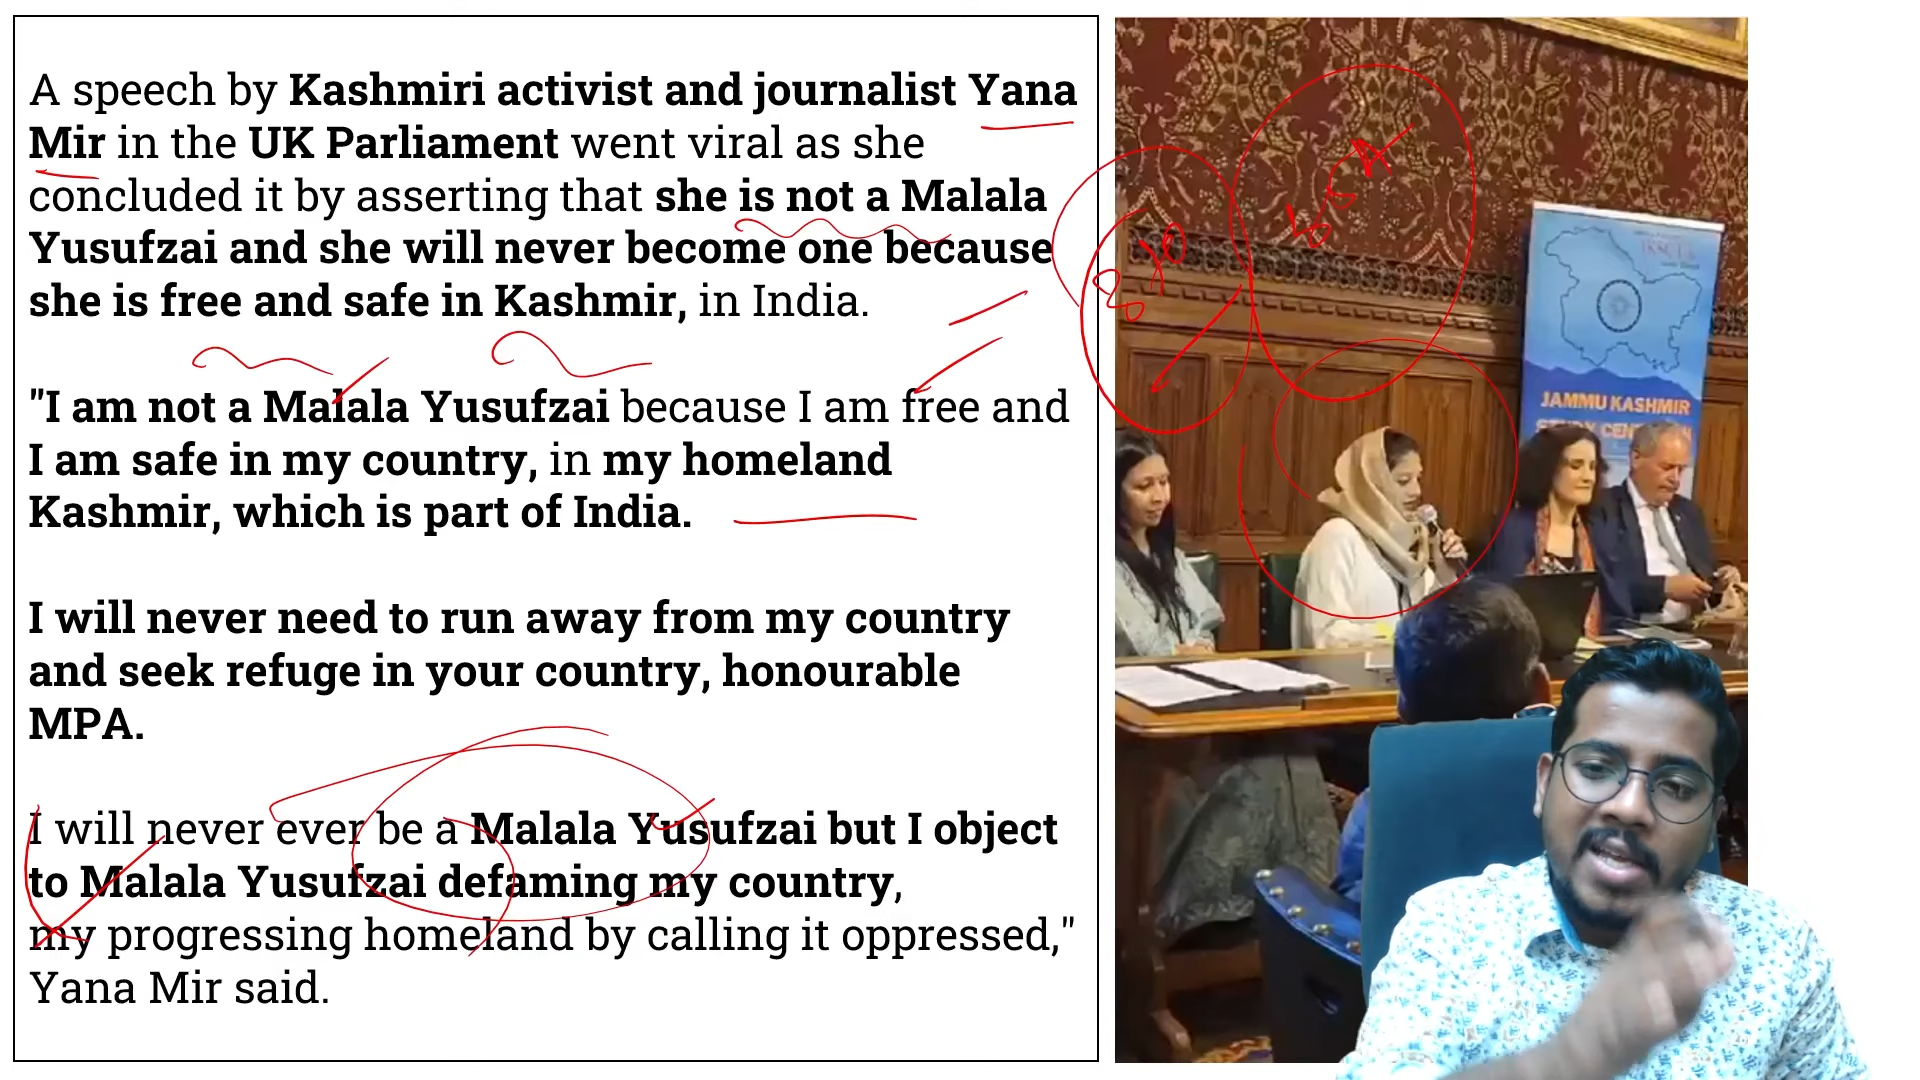 A speech by Kashmiri activist and journalist Yana
Mir in the UK Parliament went viral as she
concluded it by asserting that she is not a Malala
Yusufzai and she will never become one because
she is free and safe in Kashmir, in India.
"I am not a Malala Yusufzai because I am free and
I am safe in my country, in my homeland
Kashmir, which is part of India.
I will never need to run away from my country
and seek refuge in your country, honourable
MPA.
I will never ever be a Malala Yusufzai but I object
to Malala Yusufzai defaming my country,
my progressing homeland by calling it oppressed,"
Yana Mir said.
JAMMU KASHMIR